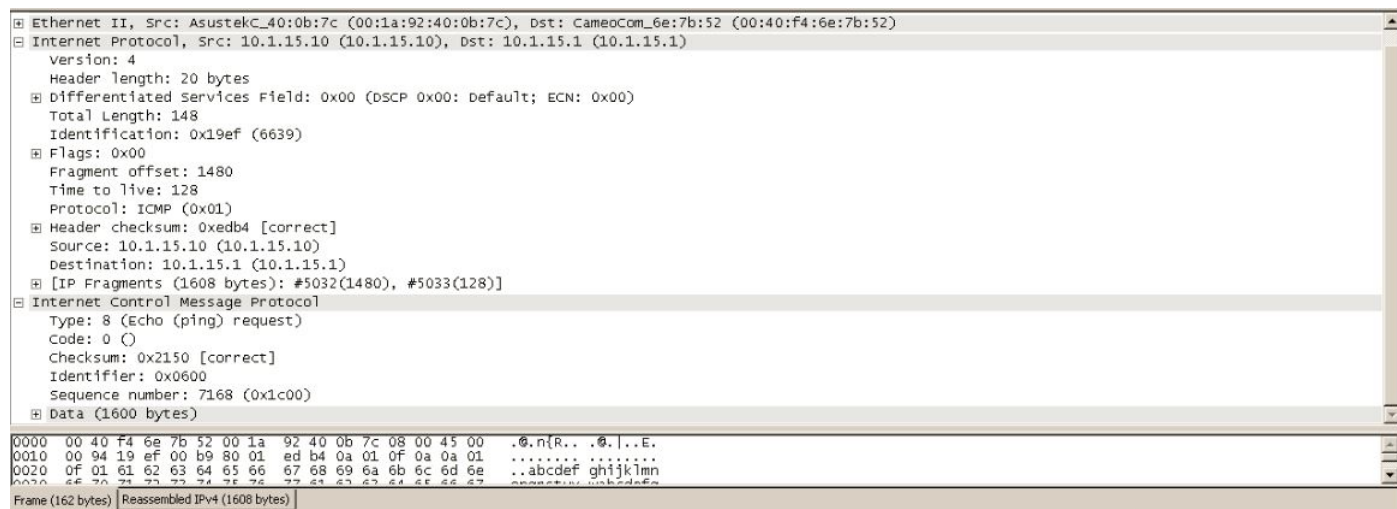 Ethernet II, Src: AsustekC_40:0b:7c (00:1a:92:40:0b:7c), Dst: CameoCom_6e:7b:52 (00:40:f4:6e:7b:52)
Internet Protocol, Src: 10.1.15.10 (10.1.15.10), Dst: 10.1.15.1 (10.1.15.1)
Version: 4
Header length: 20 bytes
Differentiated Services Field: 0x00 (DSCP 0x00: Default; ECN: 0x00)
Total Length: 148
Identification: 0x19ef (6639)
Flags: 0x00
Fragment offset: 1480
Time to live: 128
Protocol: ICMP (0x01)
Header checksum: 0xedb4 [correct]
Source: 10.1.15.10 (10.1.15.10)
Destination: 10.1.15.1 (10.1.15.1)
[IP Fragments (1608 bytes): #5032(1480), #5033(128)]
Internet Control Message Protocol
Type: 8 (Echo (ping) request)
Code: 0 ()
Checksum: 0x2150 [correct]
Identifier: 0x0600
Sequence number: 7168 (0x1c00)
Data (1600 bytes)
0000 00 40 f4 6e 7b 52 00 1a 92 40 0b 7c 08 00 45 00 .@.n{R.. .@.|..E.
0010 00 94 19 ef 00 b9 80 01 ed b4 0a 01 0f 0a 0a 01 ........ ........
0020 0f 01 61 62 63 64 65 66 67 68 69 6a 6b 6c 6d 6e ..abcdef ghijklmn
Frame (162 bytes) Reassembled IPv4 (1608 bytes)